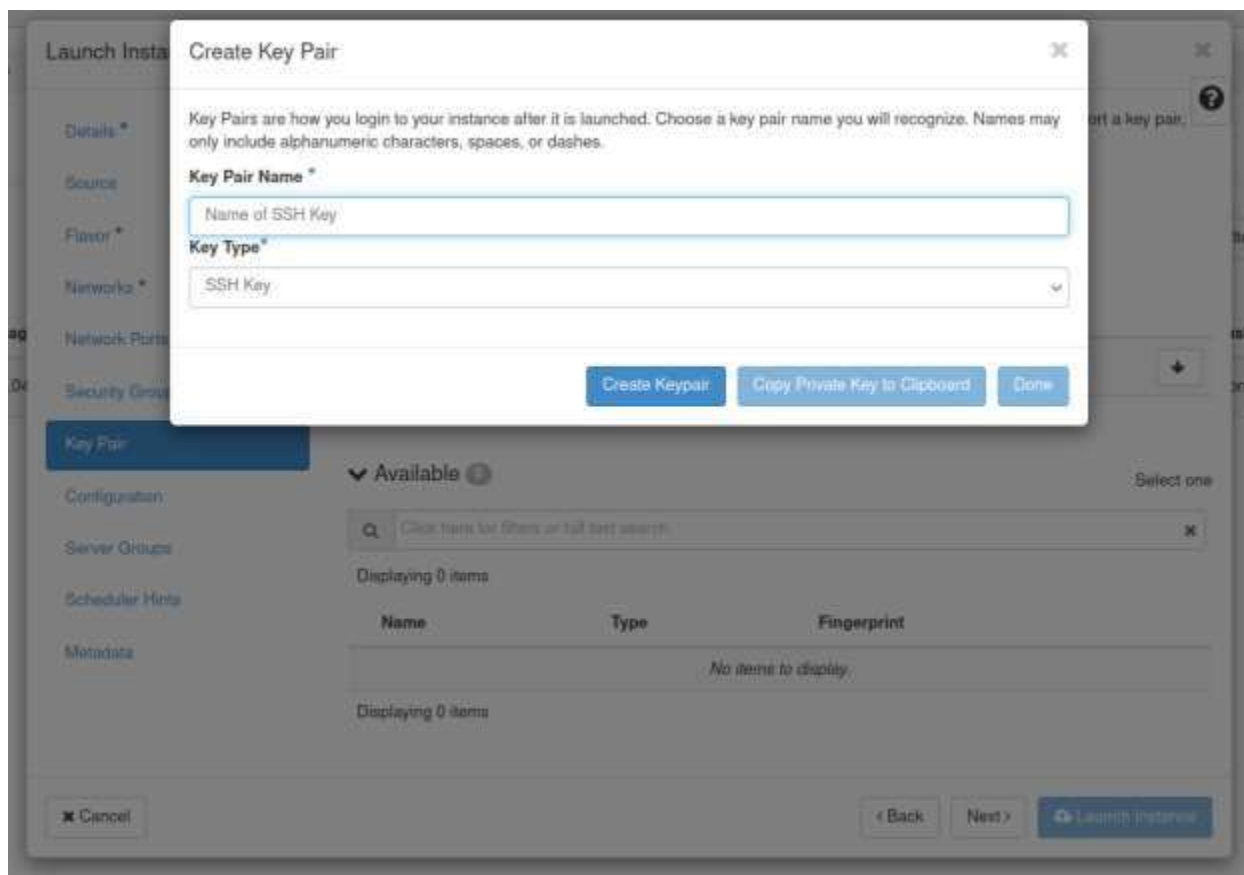 Launch Insta
Create Key Pair
Key Pairs are how you login to your instance after it is launched. Choose a key pair name you will recognize. Names may
only include alphanumeric characters, spaces, or dashes.
ort a key pair,
Key Pair Name *
Name of SSH Key
Key Type*
SSH Key
Create Keypair
Copy Private Key to Clipboard
Done
Details *
Source
Flavor *
Networks *
Network Ports
Security Group
Key Pair
Configuration
Server Groups
Scheduler Hints
Metadata
Available 0
Select one
Click here for filters or full text search.
Displaying 0 items
Name Type Fingerprint
No items to display.
Displaying 0 items
Cancel
< Back
Next >
Launch Instance